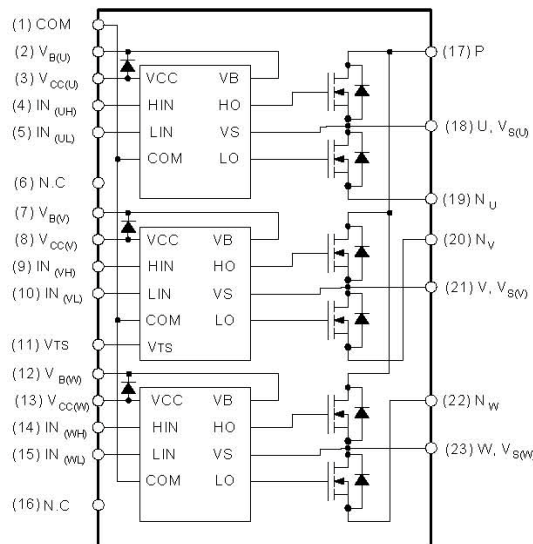 (1) COM
(2) VB(U)
(3) VCC(U)
(4) IN (UH)
(5) IN (UL)
(6) N.C
(7) VB(V)
(8) VCC(V)
(9) IN (VH)
(10) IN (VL)
(11) VTS
(12) VB(W)
(13) VCC(W)
(14) IN (WH)
(15) IN (WL)
(16) N.C
VCC VB
HIN HO
LIN VS
COM LO
VCC VB
HIN HO
LIN VS
COM LO
VTS
VCC VB
HIN HO
LIN VS
COM LO
(17) P
(18) U, VS(U)
(19) NU
(20) NV
(21) V, VS(V)
(22) NW
(23) W, VS(W)